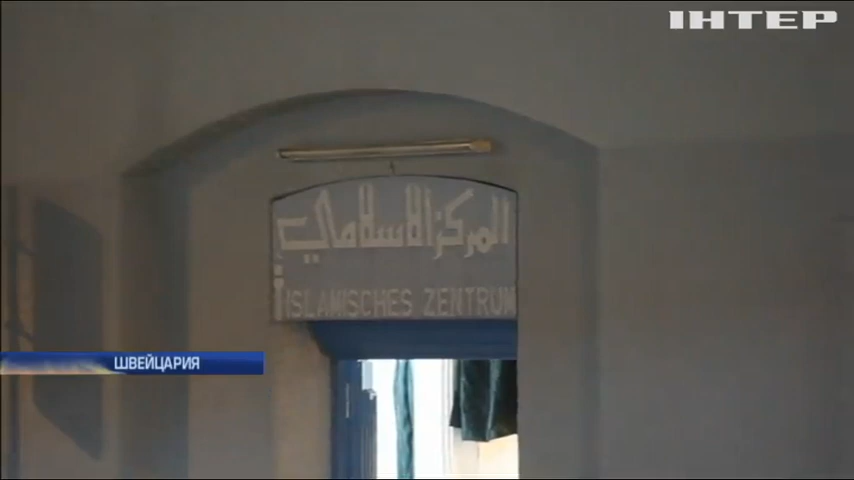 ІНТЕР
المركز الاسلامي
ISLAMISCHES ZENTRUM
ШВЕЙЦАРИЯ